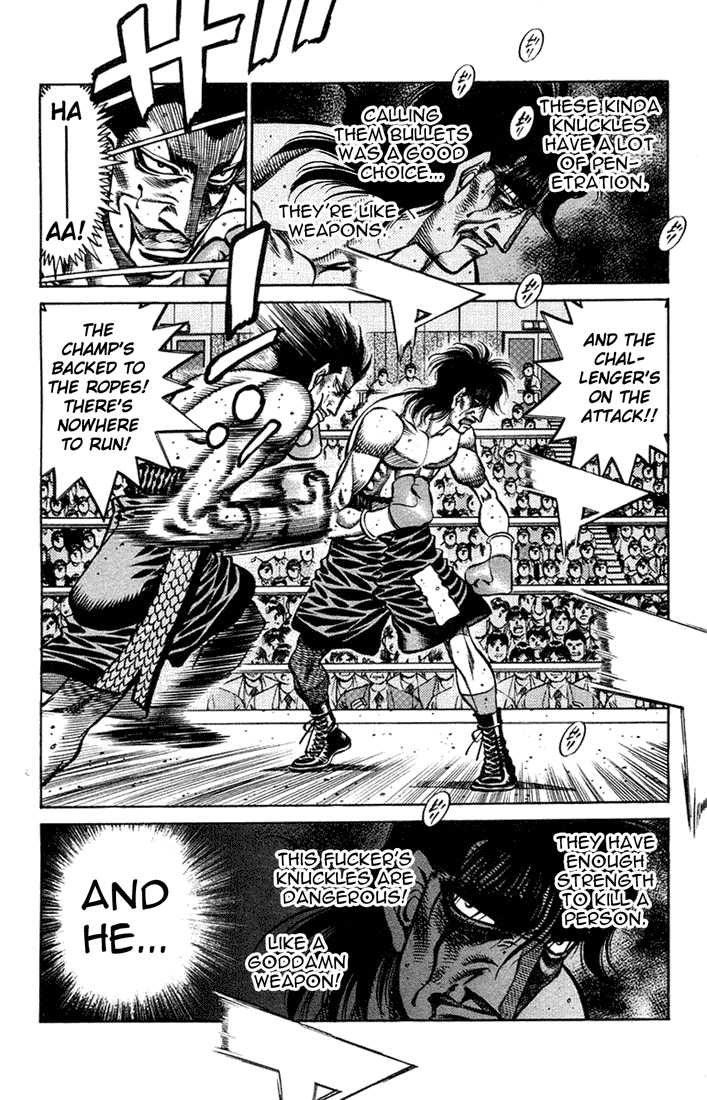 THESE KINDA
KNUCKLES
HAVE A LOT
OF PEN-
ETRATION.
CALLING
THEM BULLETS
WAS A GOOD
CHOICE...
THEY'RE LIKE
WEAPONS.
HA
AA!
AND THE
CHAL-
LENGER'S
ON THE
ATTACK!!
THE
CHAMP'S
BACKED TO
THE ROPES!
THERE'S
NOWHERE
TO RUN!
THEY HAVE
ENOUGH
STRENGTH
TO KILL A
PERSON.
THIS FUCKER'S
KNUCKLES ARE
DANGEROUS!
LIKE A
GODDAMN
WEAPON!
AND
HE...